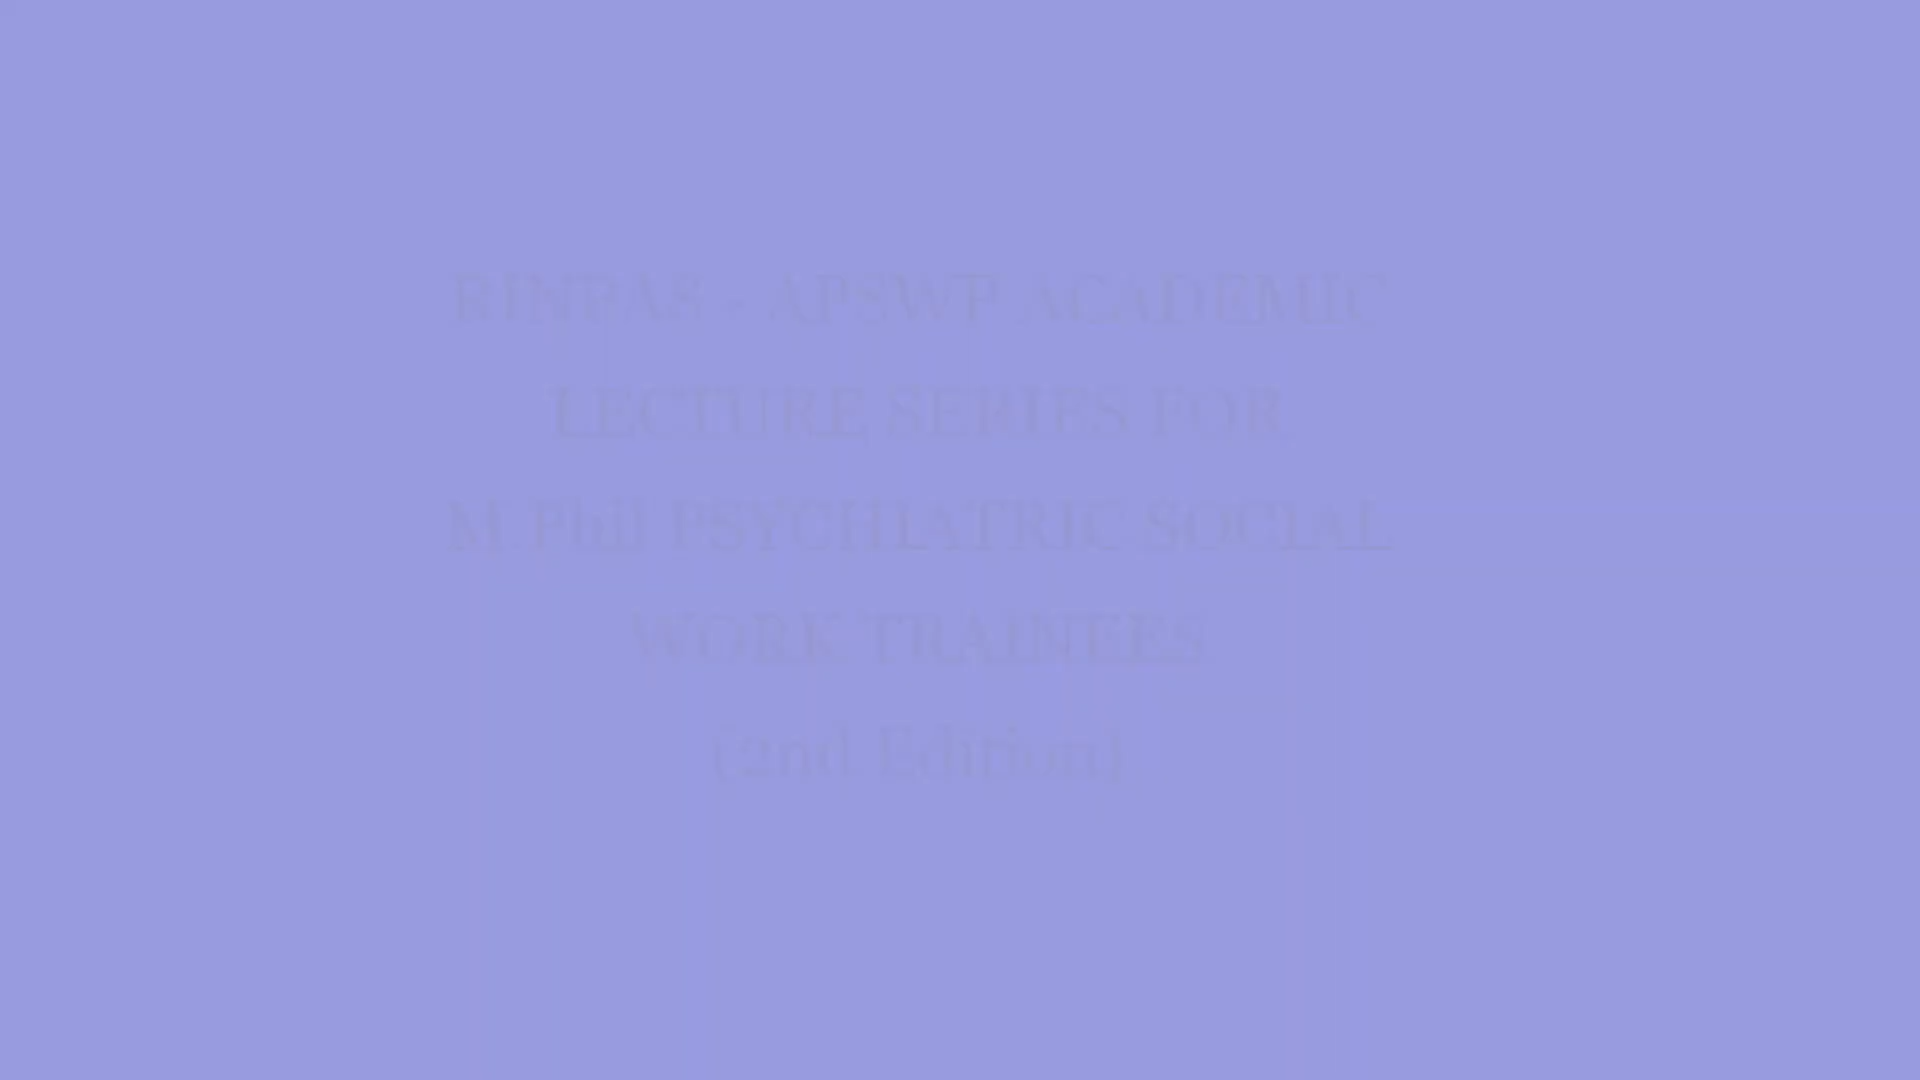 RINPAS - APSWP ACADEMIC
LECTURE SERIES FOR
M.Phil PSYCHIATRIC SOCIAL
WORK TRAINEES
(2nd Edition)